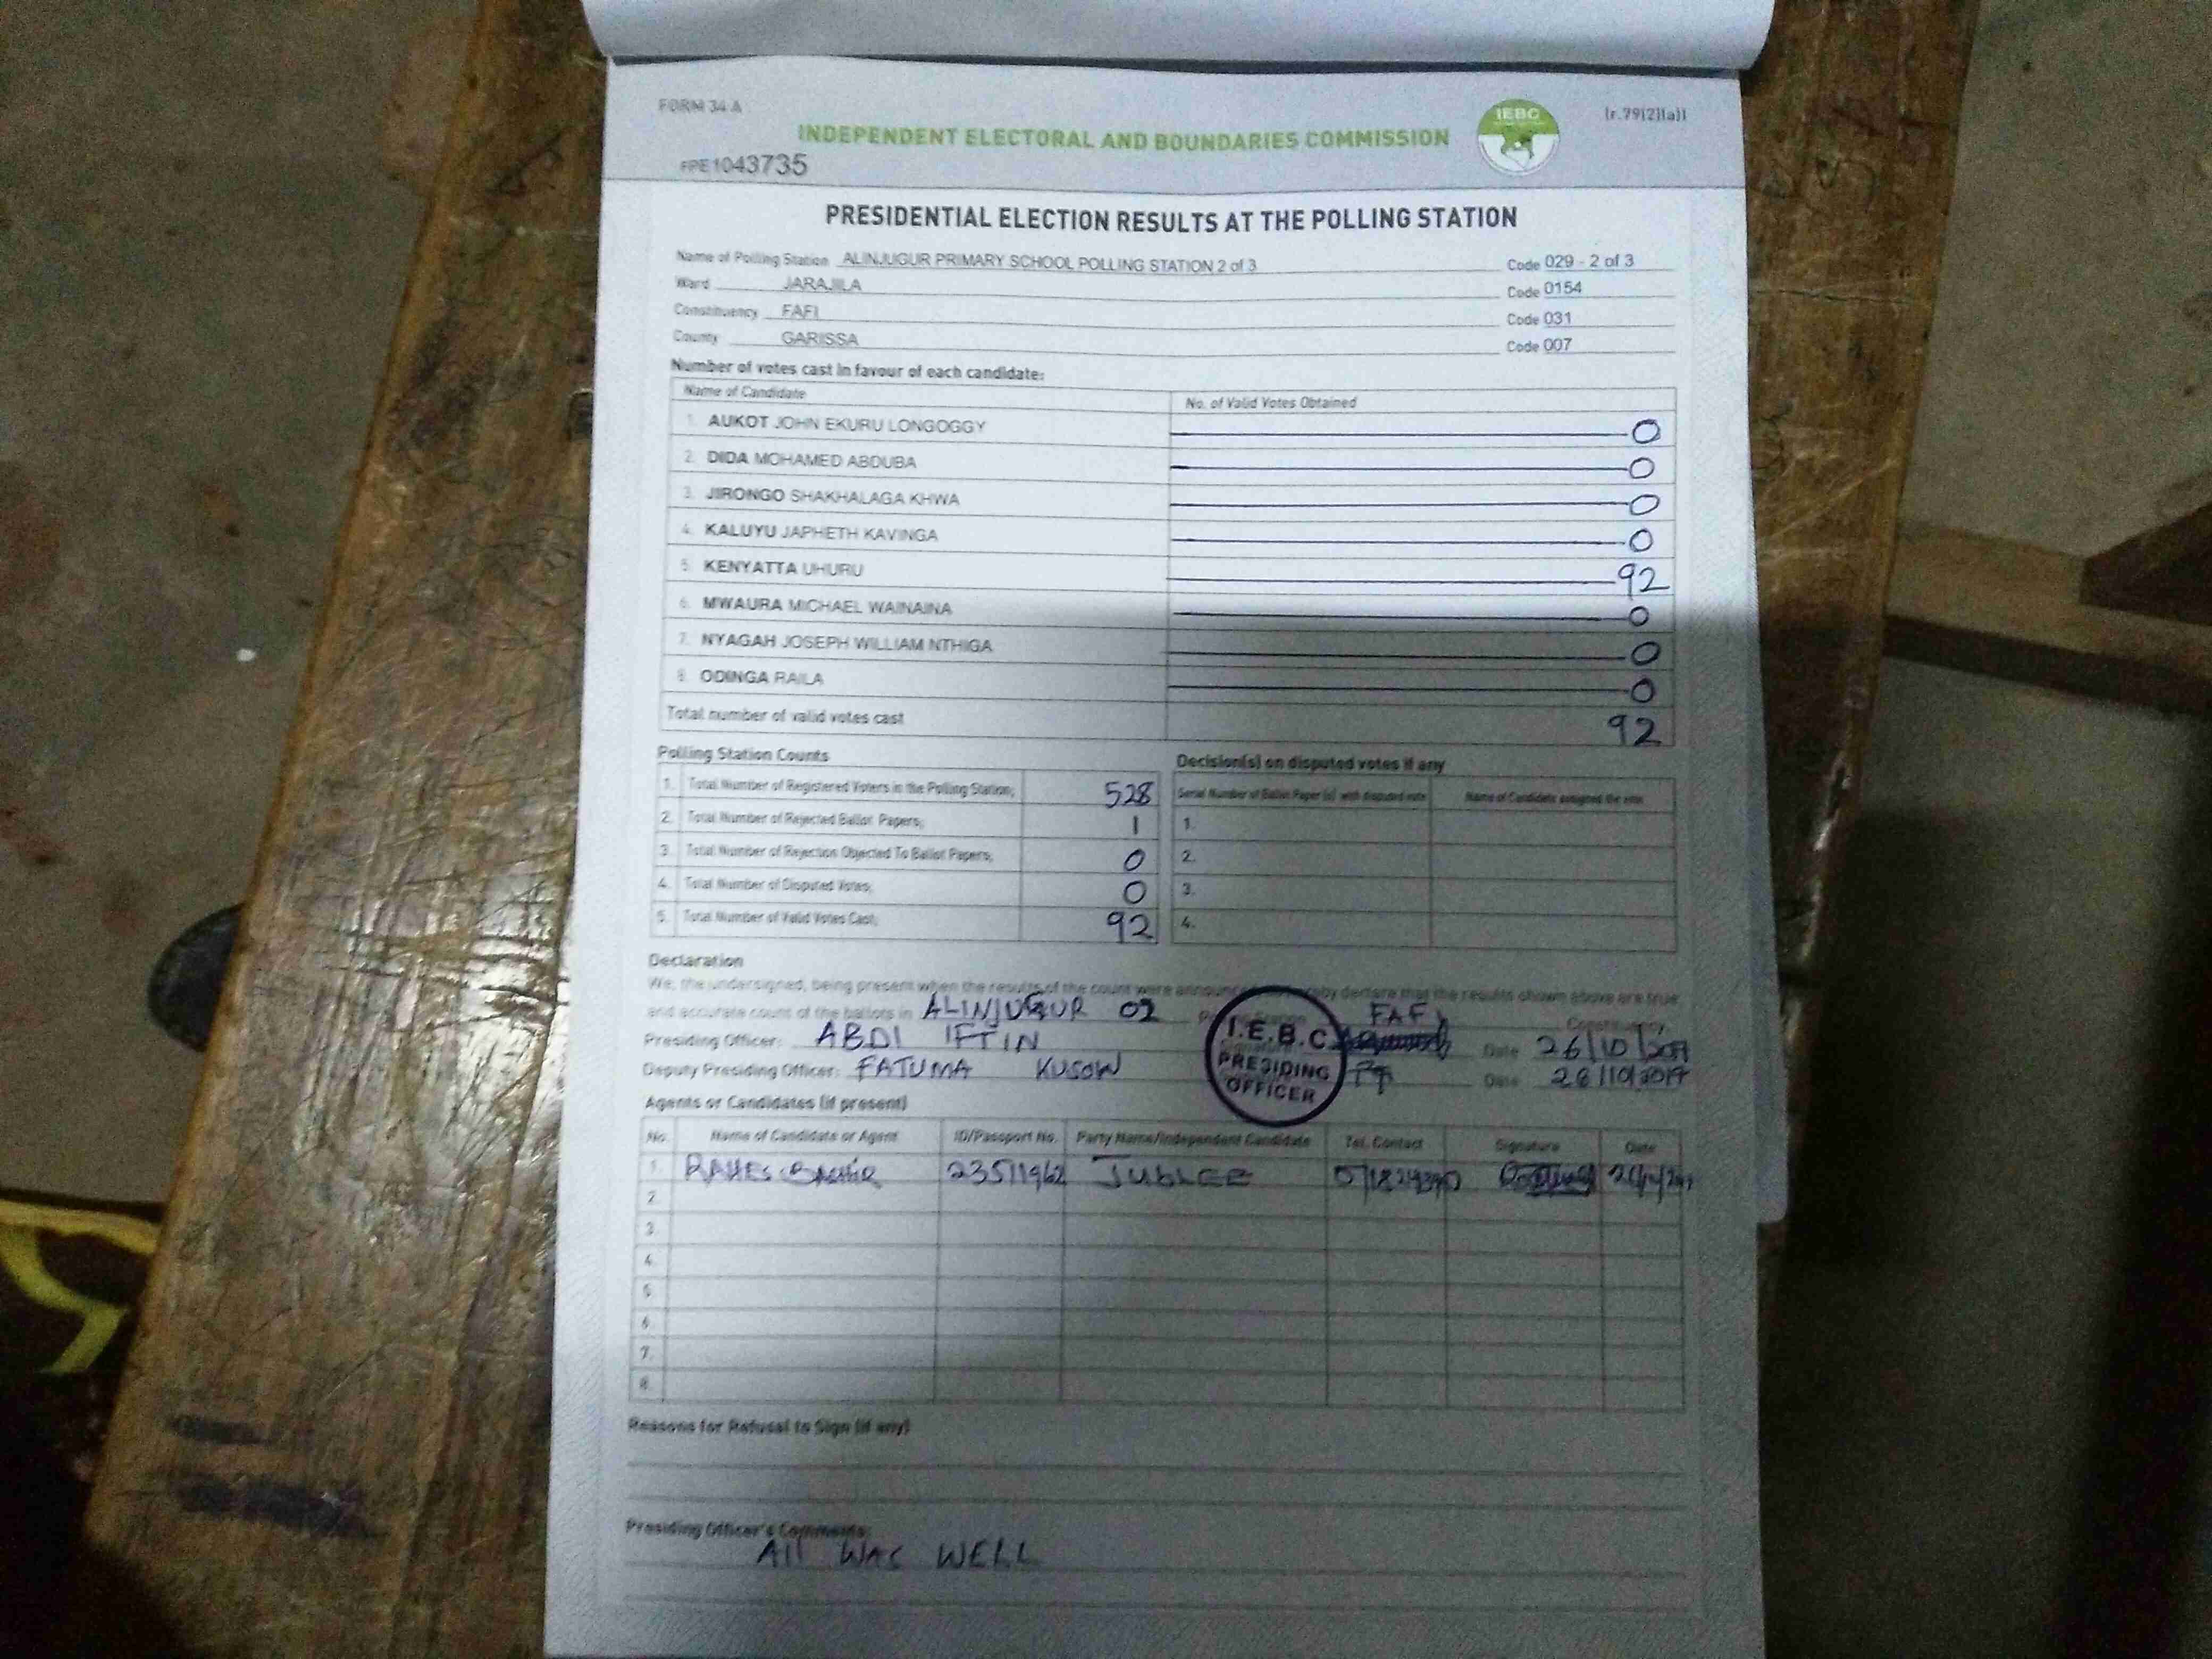 FORM 34 A
IEBC
(r.79(2)(a))
INDEPENDENT ELECTORAL AND BOUNDARIES COMMISSION
FPE1043735
PRESIDENTIAL ELECTION RESULTS AT THE POLLING STATION
Name of Polling Station ALINJUGUR PRIMARY SCHOOL POLLING STATION 2 of 3 Code 029 - 2 of 3
Ward JARAJILA Code 0154
Constituency FAFI Code 031
County GARISSA Code 007
Number of votes cast in favour of each candidate:
Name of Candidate No. of Valid Votes Obtained
1. AUKOT JOHN EKURU LONGOGGY 0
2. DIDA MOHAMED ABDUBA 0
3. JIRONGO SHAKHALAGA KHWA 0
4. KALUYU JAPHETH KAVINGA 0
5. KENYATTA UHURU 92
6. MWAURA MICHAEL WAINAINA 0
7. NYAGAH JOSEPH WILLIAM NTHIGA 0
8. ODINGA RAILA 0
Total number of valid votes cast 92
Polling Station Counts
1. Total Number of Registered Voters in the Polling Station; 528
2. Total Number of Rejected Ballot Papers; 1
3. Total Number of Rejection Objected To Ballot Papers; 0
4. Total Number of Disputed Votes; 0
5. Total Number of Valid Votes Cast; 92
Decision(s) on disputed votes if any
Serial Number of Ballot Paper (s) with disputed vote Name of Candidate assigned the vote
1.
2.
3.
4.
Declaration
We, the undersigned, being present when the results of the count were announced hereby declare that the results shown above are true
and accurate count of the ballots in ALINJUGUR 02 Polling Station FAFI Constituency
Presiding Officer: ABDI IFTIN Date 26/10/2017
Deputy Presiding Officer: FATUMA KUSOW Date 26/10/2017
I.E.B.C
PRESIDING
OFFICER
Agents or Candidates (if present)
No. Name of Candidate or Agent ID/Passport No. Party Name/Independent Candidate Tel. Contact Signature Date
1. 23511962 JUBLEE
2.
3.
4.
5.
6.
7.
8.
Reasons for Refusal to Sign (if any)
Presiding Officer's Comments:
All WAS WELL